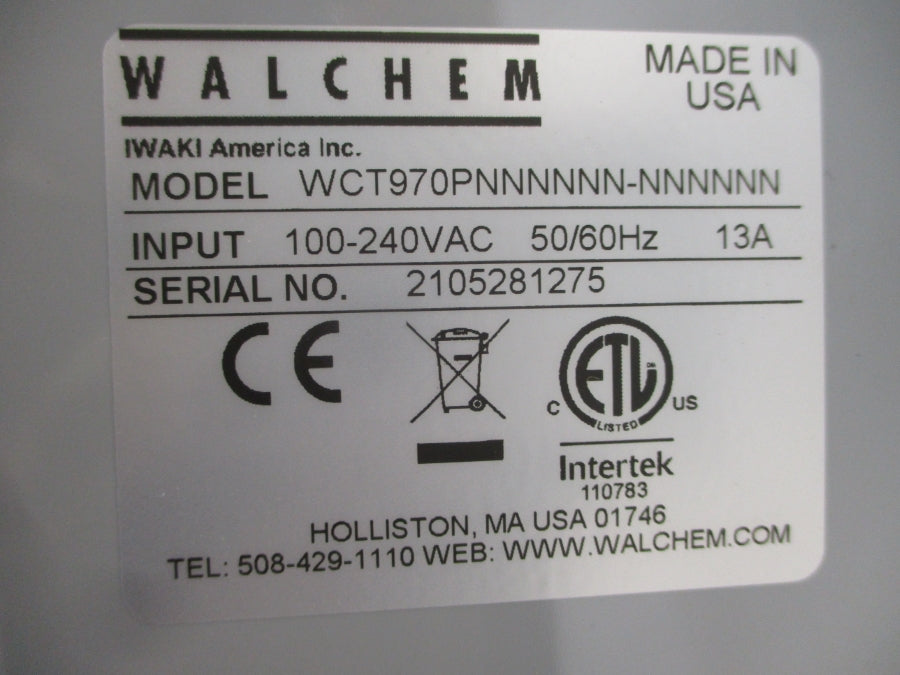 WALCHEM
MADE IN
USA
IWAKI America Inc.
MODEL WCT970PNNNNNN-NNNNNN
INPUT 100-240VAC 50/60Hz 13A
SERIAL NO. 2105281275
CE
ETL
CM
LISTED
C US
Intertek
110783
HOLLISTON, MA USA 01746
TEL: 508-429-1110 WEB: WWW.WALCHEM.COM